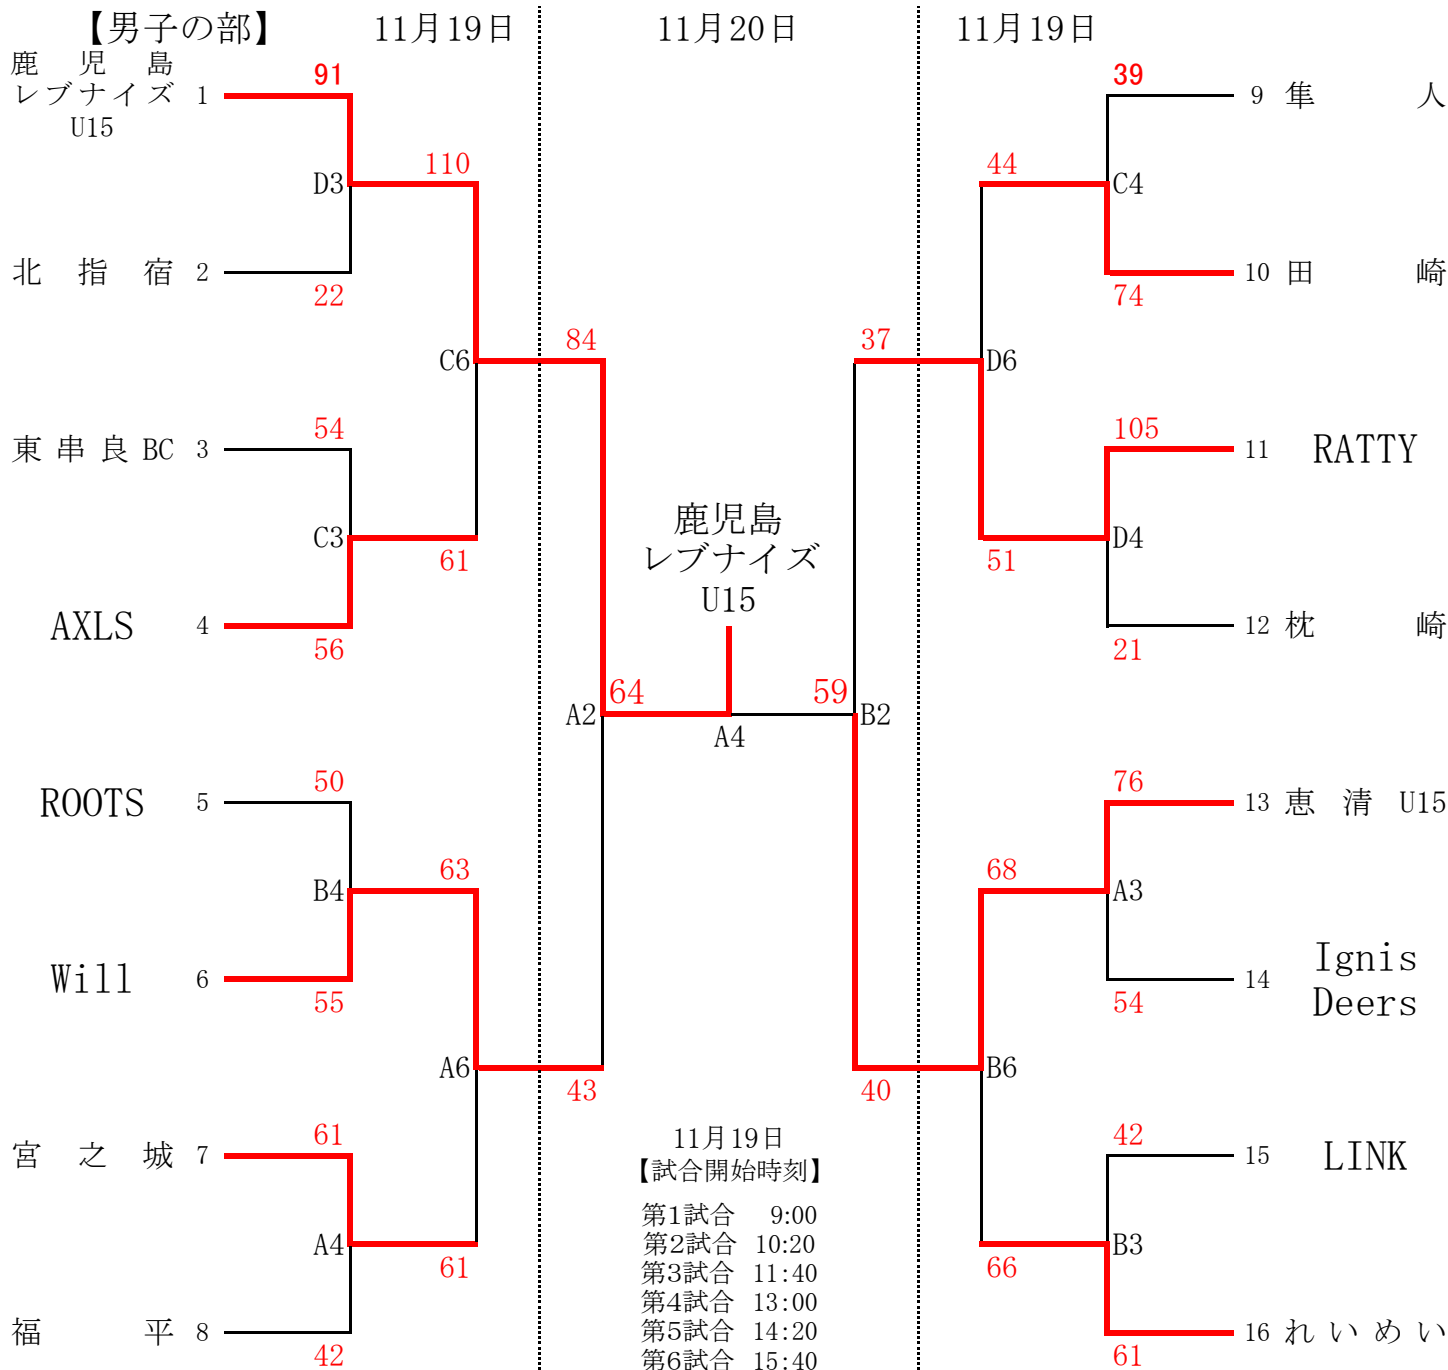 【男子の部】 11月19日 11月20日 11月19日
鹿児島
レブナイズ 1
U15
91
39
9 隼人
D3
110
44
C4
北指宿 2
22
10 田崎
74
C6
84
37
D6
東串良BC 3
54
105
11 RATTY
C3
61
51
D4
AXLS 4
56
12 枕崎
21
鹿児島
レブナイズ
U15
A2
64
59
B2
A4
ROOTS 5
50
76
13 恵清U15
B4
63
68
A3
Will 6
55
14 Ignis
Deers
54
A6
43
40
B6
宮之城 7
61
42
15 LINK
A4
61
66
B3
福平 8
42
16 れいめい
61
11月19日
【試合開始時刻】
第1試合 9:00
第2試合 10:20
第3試合 11:40
第4試合 13:00
第5試合 14:20
第6試合 15:40